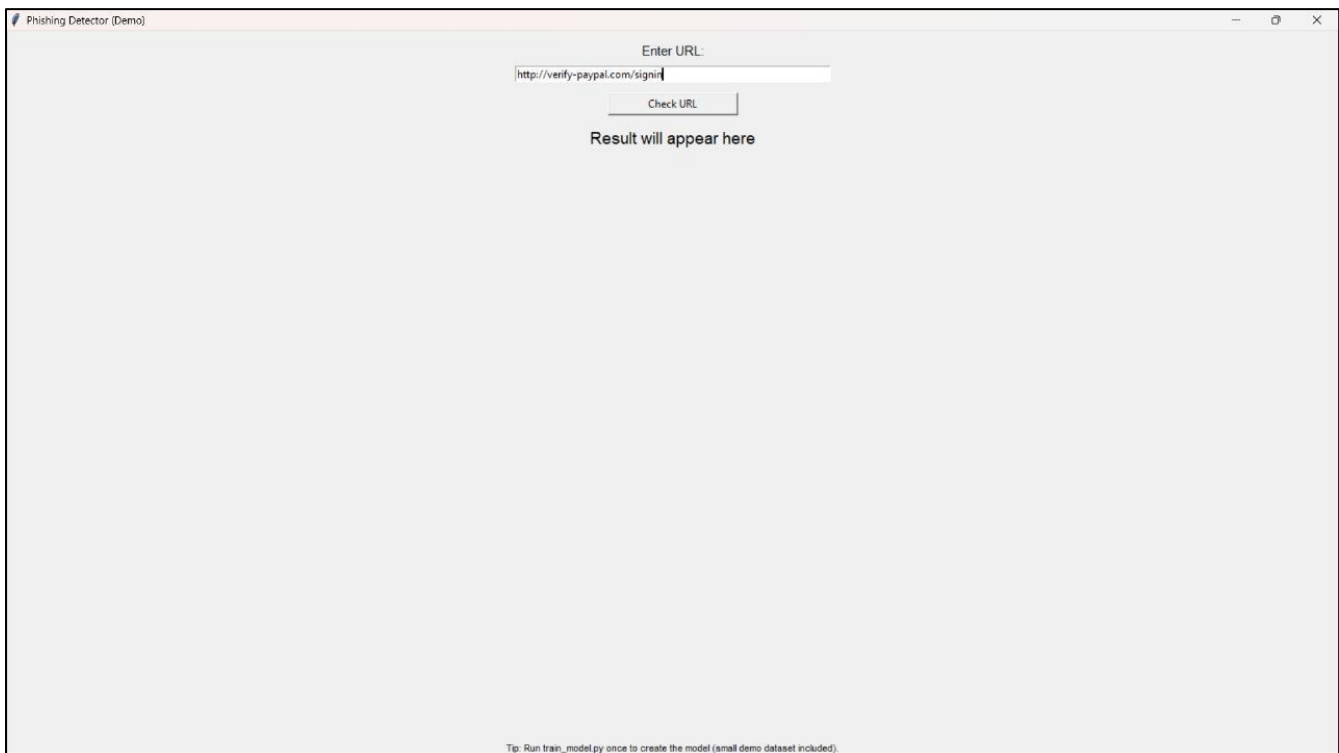 Phishing Detector (Demo)
Enter URL:
http://verify-paypal.com/signin
Check URL
Result will appear here
Tip: Run train_model.py once to create the model (small demo dataset included).